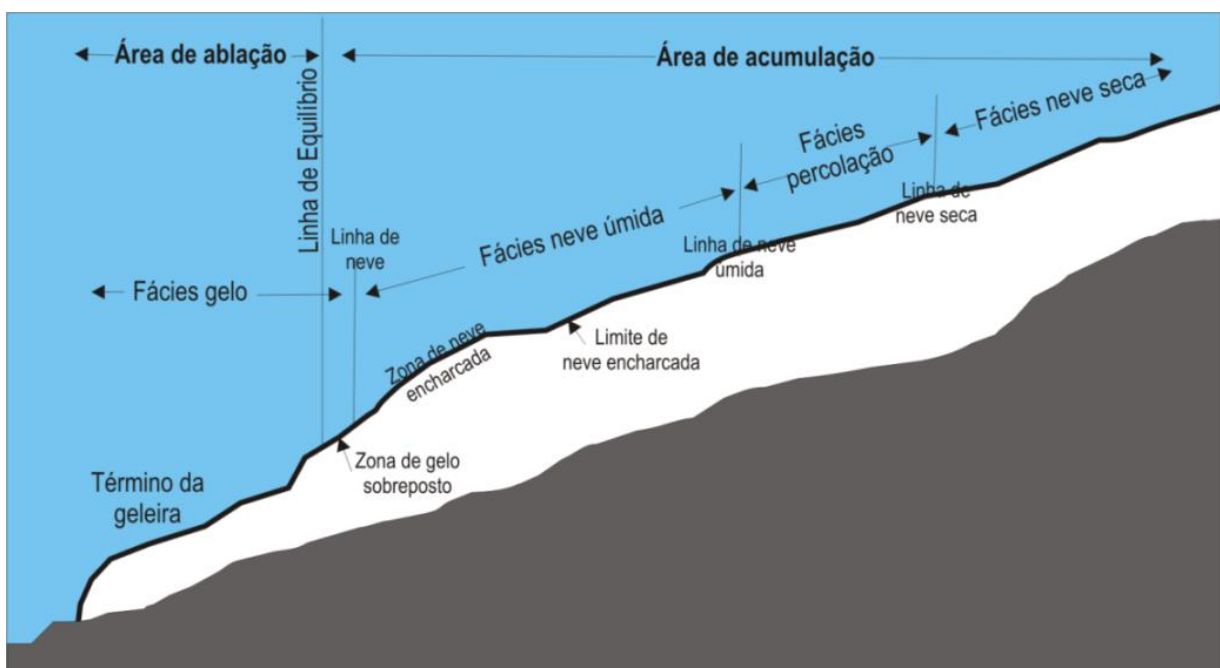 Área de ablação
Área de acumulação
Linha de Equilíbrio
Fácies neve seca
Fácies
percolação
Linha de
neve seca
Fácies neve úmida
Linha de neve
úmida
Linha de
neve
Fácies gelo
Zona de neve
encharcada
Limite de
neve encharcada
Zona de gelo
sobreposto
Término da
geleira